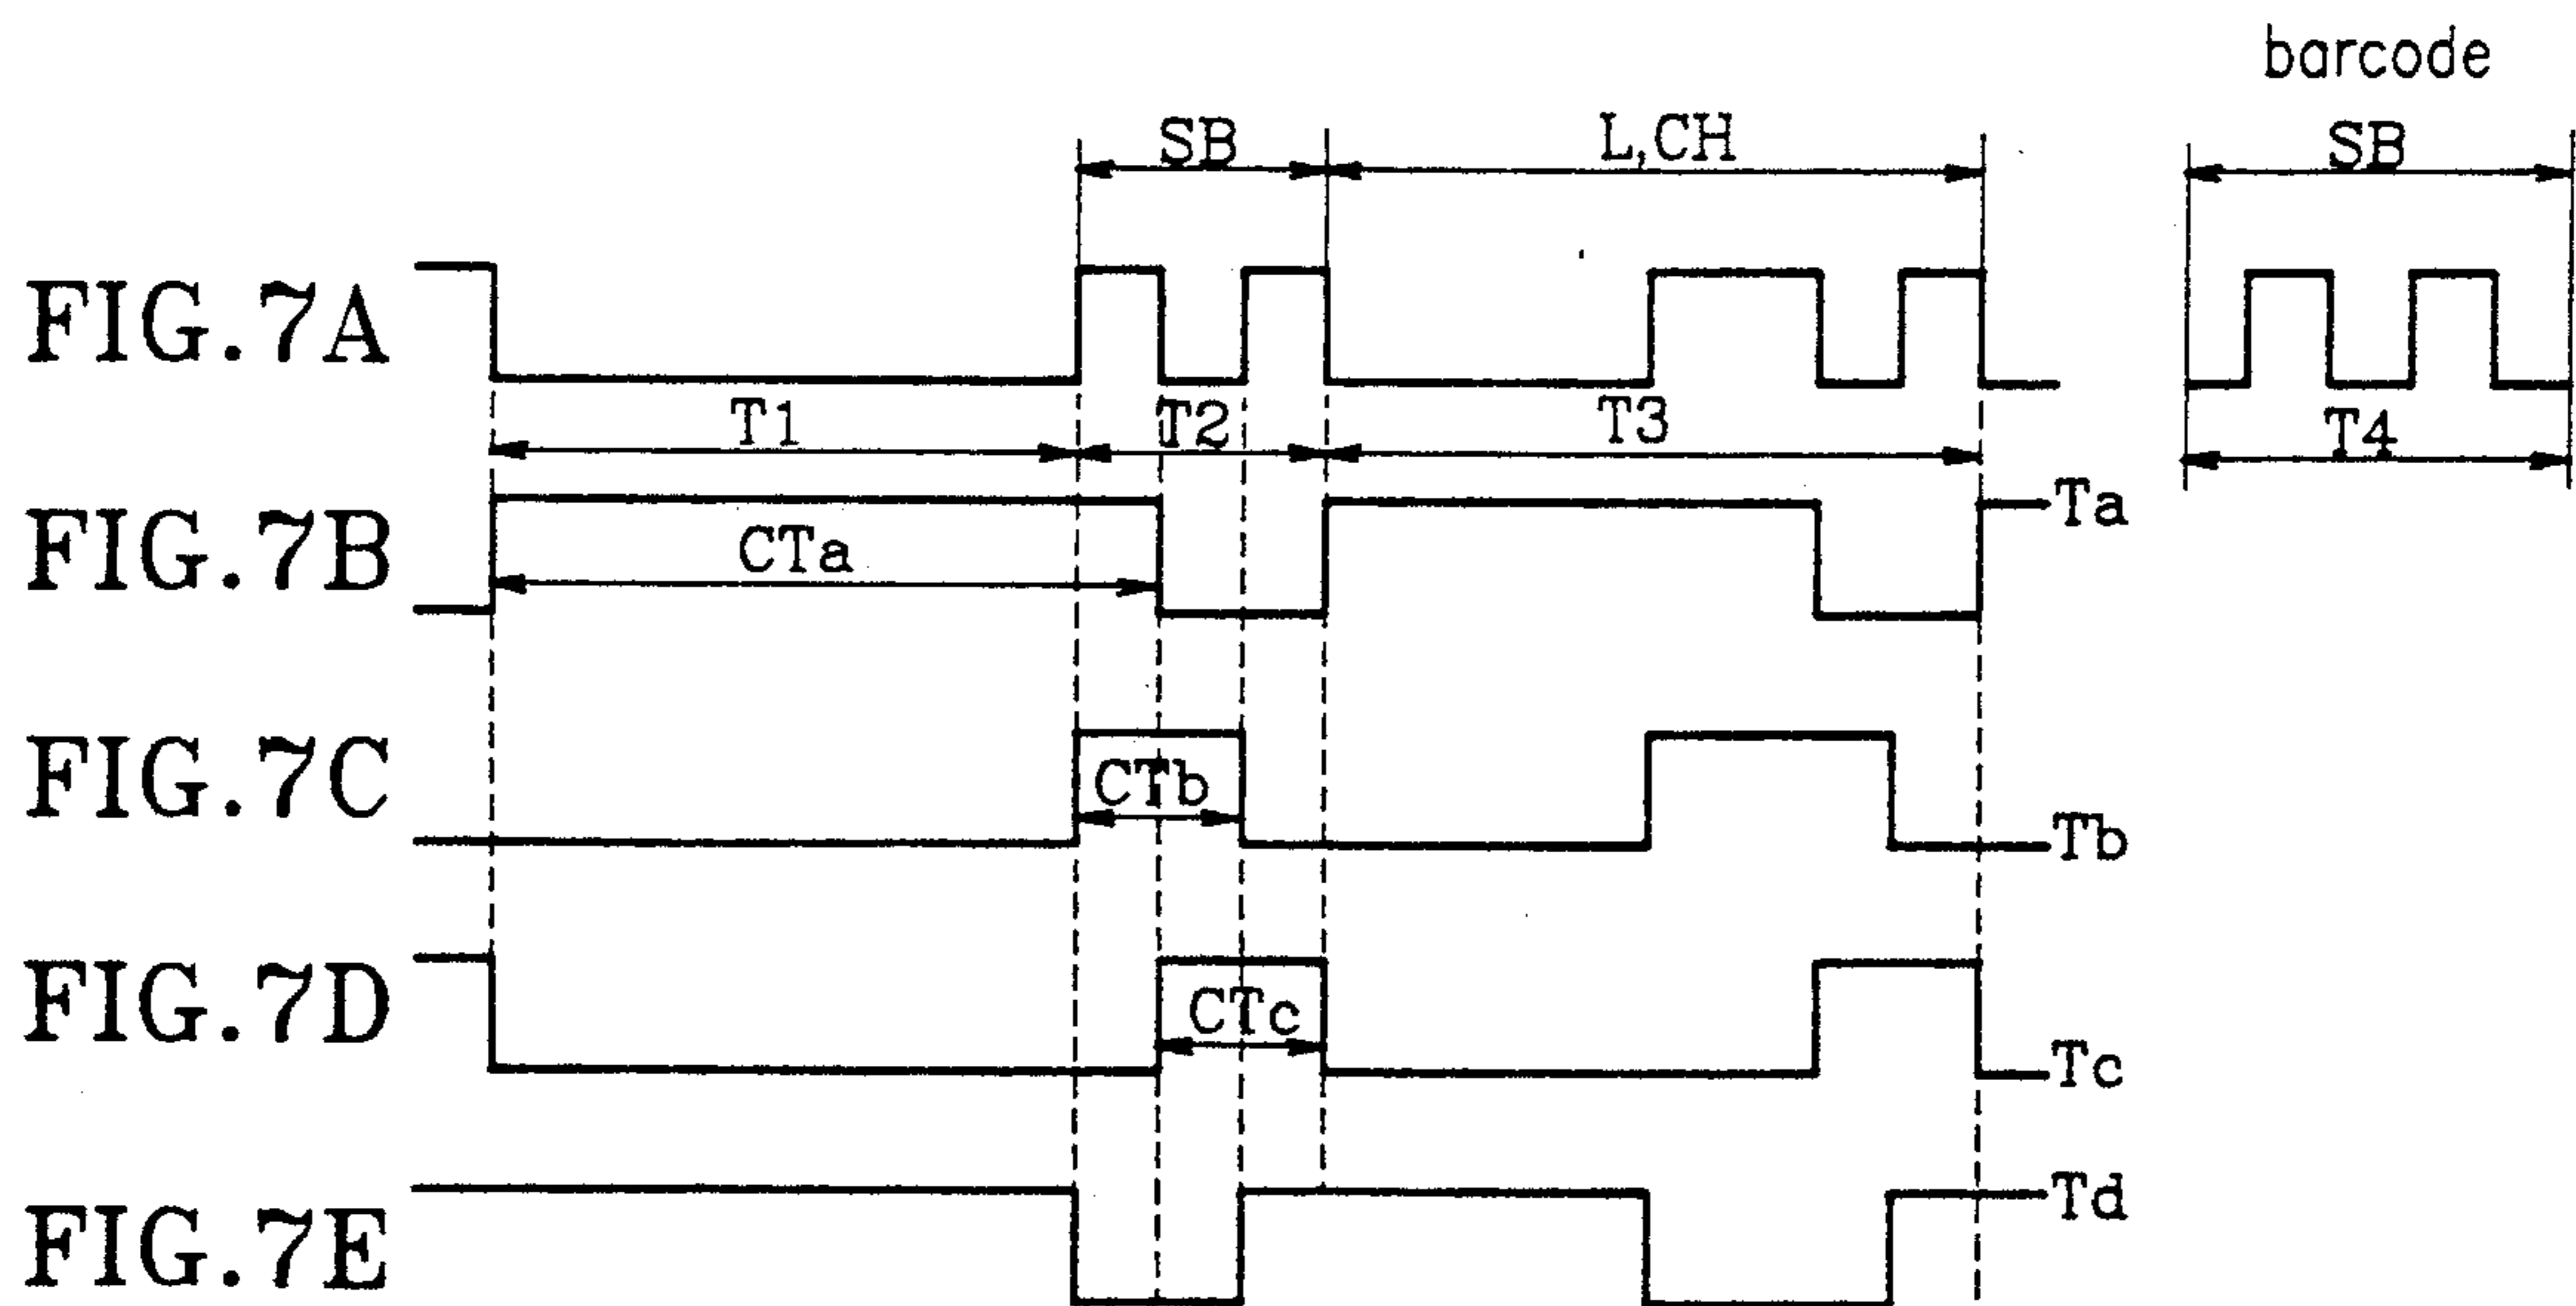 barcode
SB L,CH SB
FIG.7A
T1 T2 T3 T4
FIG.7B CTa Ta
FIG.7C CTb Tb
FIG.7D CTc Tc
FIG.7E Td